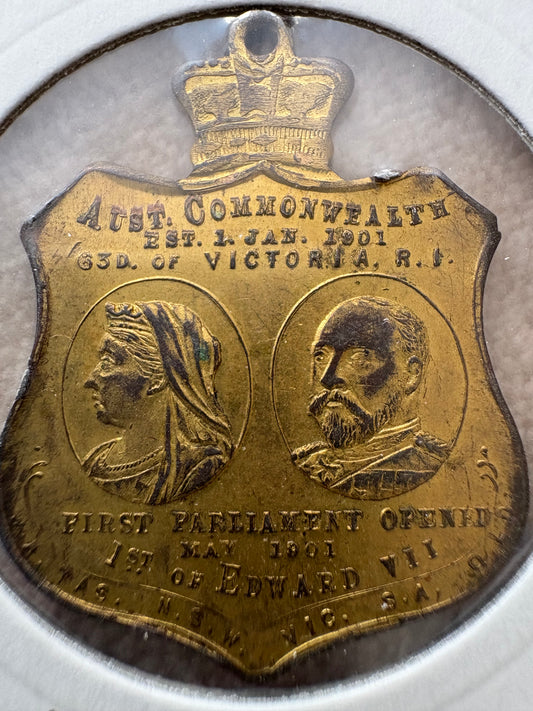 AUST. COMMONWEALTH
EST. 1. JAN. 1901
63D. OF VICTORIA. R. I.
FIRST PARLIAMENT OPENED
MAY 1901
1ST OF EDWARD VII
TAS. N.S.W. VIC. S.A.